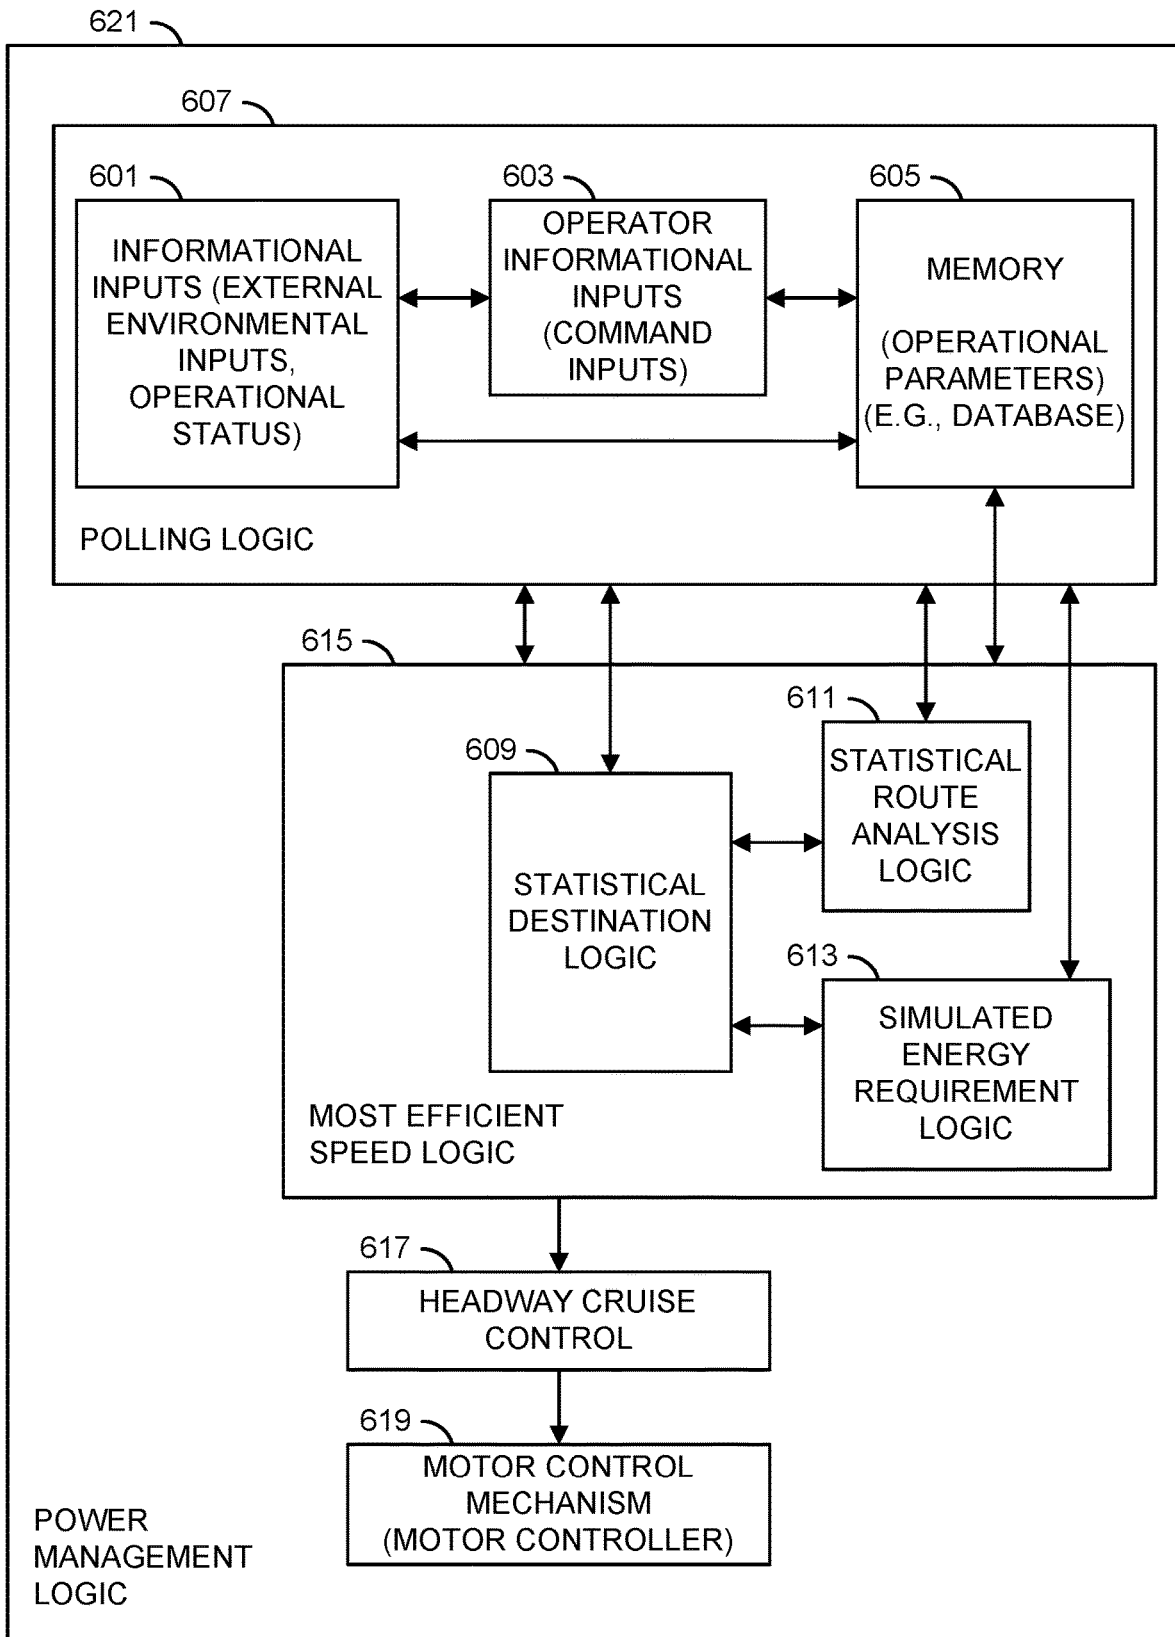 621
607
601
603
605
INFORMATIONAL
INPUTS (EXTERNAL
ENVIRONMENTAL
INPUTS,
OPERATIONAL
STATUS)
OPERATOR
INFORMATIONAL
INPUTS
(COMMAND
INPUTS)
MEMORY
(OPERATIONAL
PARAMETERS)
(E.G., DATABASE)
POLLING LOGIC
615
611
609
STATISTICAL
ROUTE
ANALYSIS
LOGIC
STATISTICAL
DESTINATION
LOGIC
613
SIMULATED
ENERGY
REQUIREMENT
LOGIC
MOST EFFICIENT
SPEED LOGIC
617
HEADWAY CRUISE
CONTROL
619
MOTOR CONTROL
MECHANISM
(MOTOR CONTROLLER)
POWER
MANAGEMENT
LOGIC